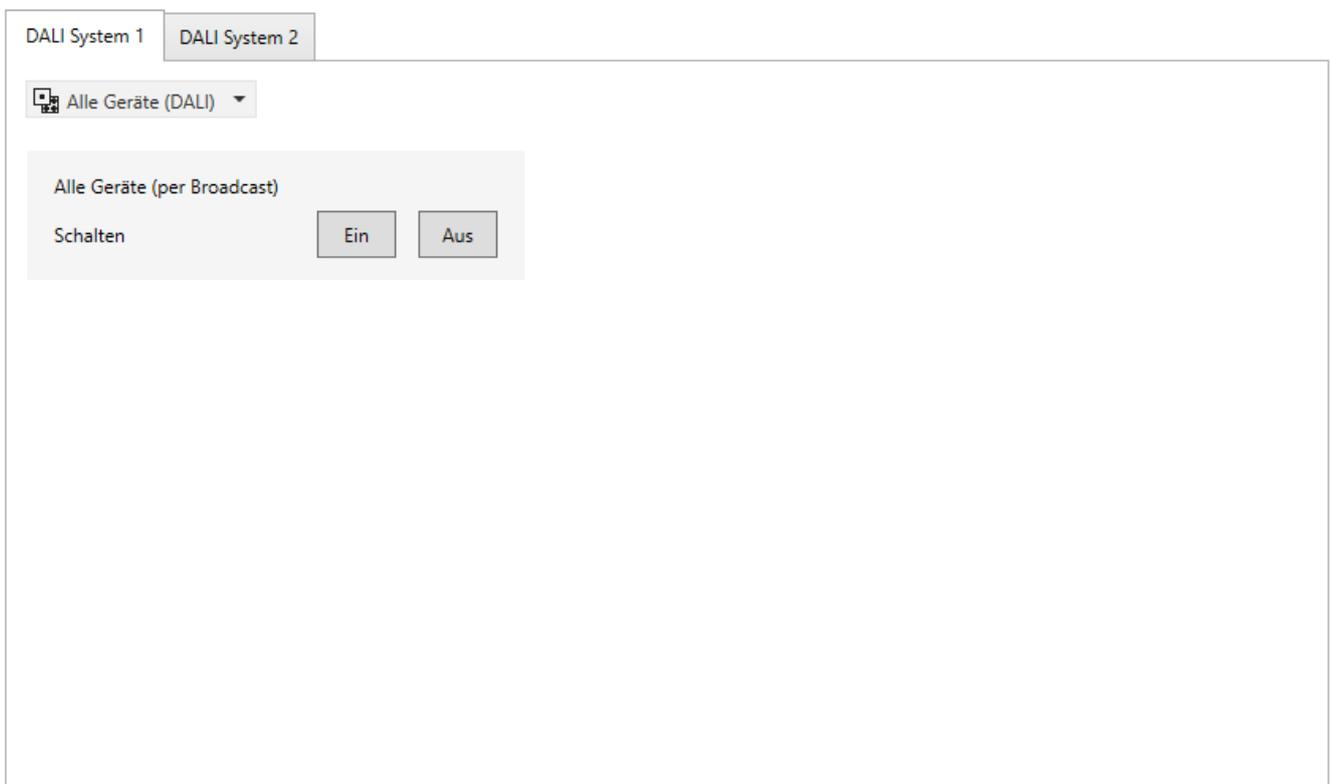 DALI System 1
DALI System 2
Alle Geräte (DALI)
Alle Geräte (per Broadcast)
Schalten Ein Aus